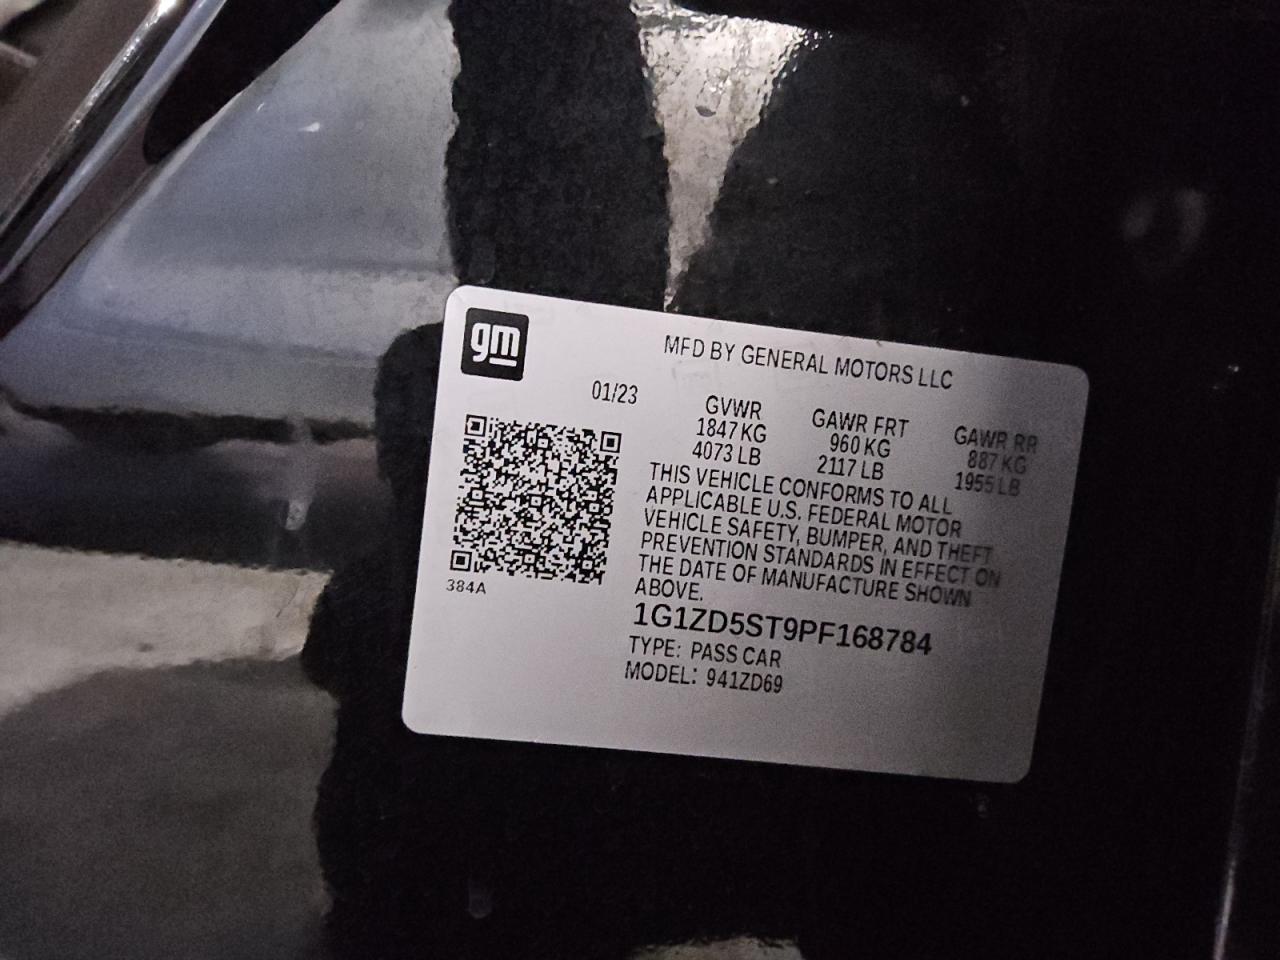 gm
MFD BY GENERAL MOTORS LLC
01/23
GVWR
1847 KG
4073 LB
GAWR FRT
960 KG
2117 LB
GAWR RR
887 KG
1955 LB
THIS VEHICLE CONFORMS TO ALL
APPLICABLE U.S. FEDERAL MOTOR
VEHICLE SAFETY, BUMPER, AND THEFT
PREVENTION STANDARDS IN EFFECT ON
THE DATE OF MANUFACTURE SHOWN
ABOVE.
384A
1G1ZD5ST9PF168784
TYPE: PASS CAR
MODEL: 941ZD69